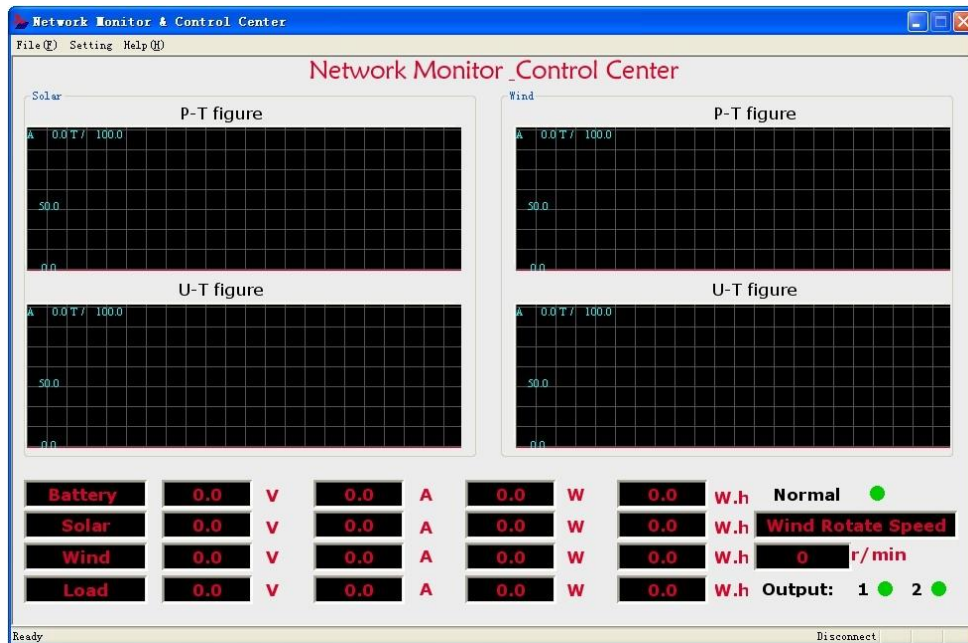 Network Monitor & Control Center
File(F) Setting Help(H)
Network Monitor _Control Center
Solar
P-T figure
A 0.0 T / 100.0
50.0
0.0
U-T figure
A 0.0 T / 100.0
50.0
0.0
Wind
P-T figure
A 0.0 T / 100.0
50.0
0.0
U-T figure
A 0.0 T / 100.0
50.0
0.0
Battery 0.0 V 0.0 A 0.0 W 0.0 W.h Normal
Solar 0.0 V 0.0 A 0.0 W 0.0 W.h Wind Rotate Speed
Wind 0.0 V 0.0 A 0.0 W 0.0 W.h 0 r/min
Load 0.0 V 0.0 A 0.0 W 0.0 W.h Output: 1 2
Ready Disconnect